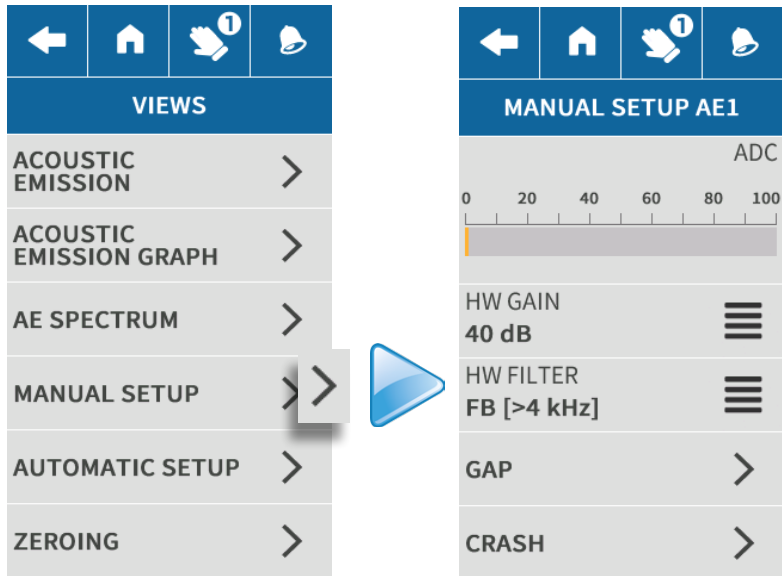 1
VIEWS
ACOUSTIC
EMISSION
ACOUSTIC
EMISSION GRAPH
AE SPECTRUM
MANUAL SETUP
AUTOMATIC SETUP
ZEROING
1
MANUAL SETUP AE1
ADC
0 20 40 60 80 100
HW GAIN
40 dB
HW FILTER
FB [>4 kHz]
GAP
CRASH